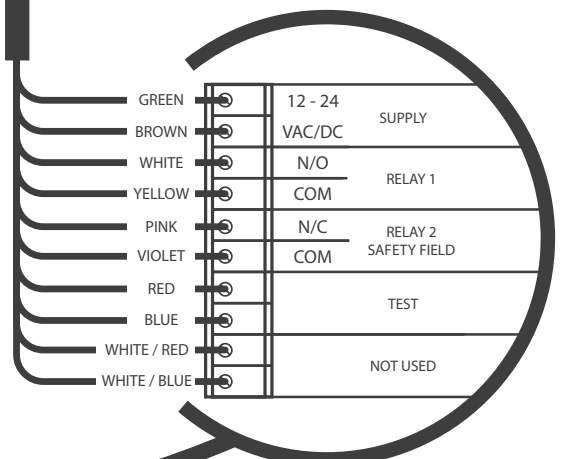 GREEN 12 - 24 SUPPLY
BROWN VAC/DC
WHITE N/O RELAY 1
YELLOW COM
PINK N/C RELAY 2
VIOLET COM SAFETY FIELD
RED TEST
BLUE
WHITE / RED NOT USED
WHITE / BLUE